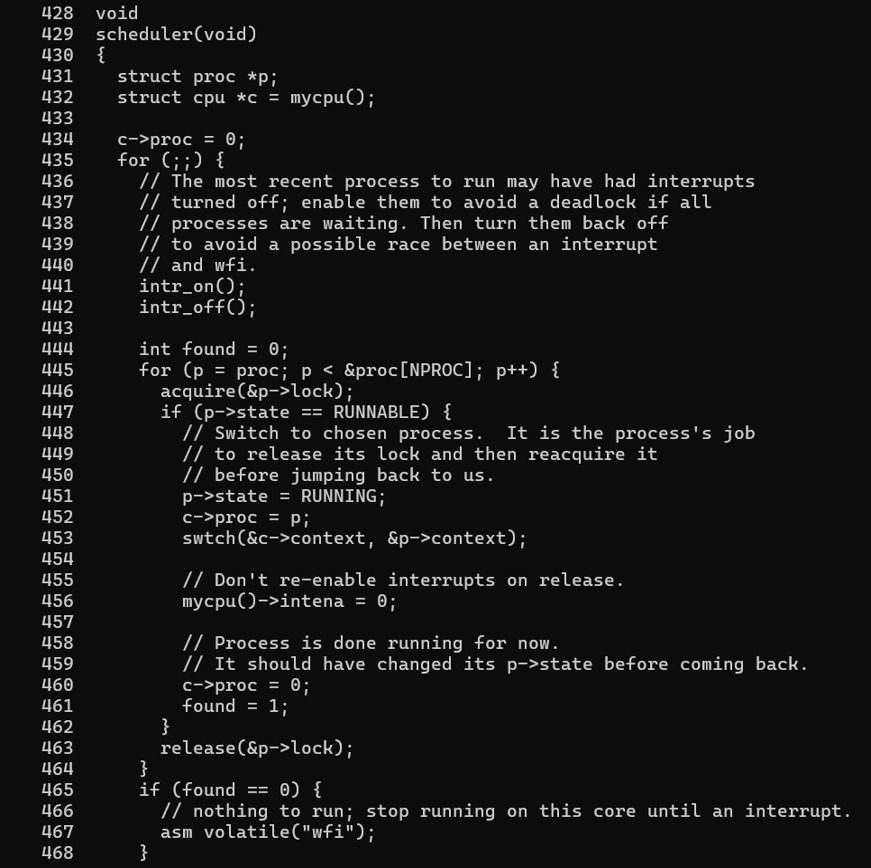 428 void
429 scheduler(void)
430 {
431   struct proc *p;
432   struct cpu *c = mycpu();
433
434   c->proc = 0;
435   for (;;) {
436     // The most recent process to run may have had interrupts
437     // turned off; enable them to avoid a deadlock if all
438     // processes are waiting. Then turn them back off
439     // to avoid a possible race between an interrupt
440     // and wfi.
441     intr_on();
442     intr_off();
443
444     int found = 0;
445     for (p = proc; p < &proc[NPROC]; p++) {
446       acquire(&p->lock);
447       if (p->state == RUNNABLE) {
448         // Switch to chosen process.  It is the process's job
449         // to release its lock and then reacquire it
450         // before jumping back to us.
451         p->state = RUNNING;
452         c->proc = p;
453         swtch(&c->context, &p->context);
454
455         // Don't re-enable interrupts on release.
456         mycpu()->intena = 0;
457
458         // Process is done running for now.
459         // It should have changed its p->state before coming back.
460         c->proc = 0;
461         found = 1;
462       }
463       release(&p->lock);
464     }
465     if (found == 0) {
466       // nothing to run; stop running on this core until an interrupt.
467       asm volatile("wfi");
468     }